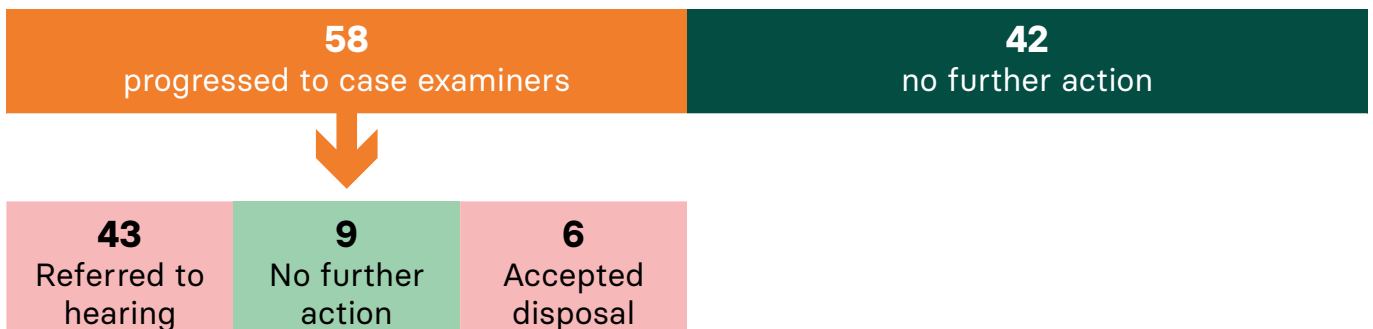 58
progressed to case examiners
42
no further action
43
Referred to
hearing
9
No further
action
6
Accepted
disposal